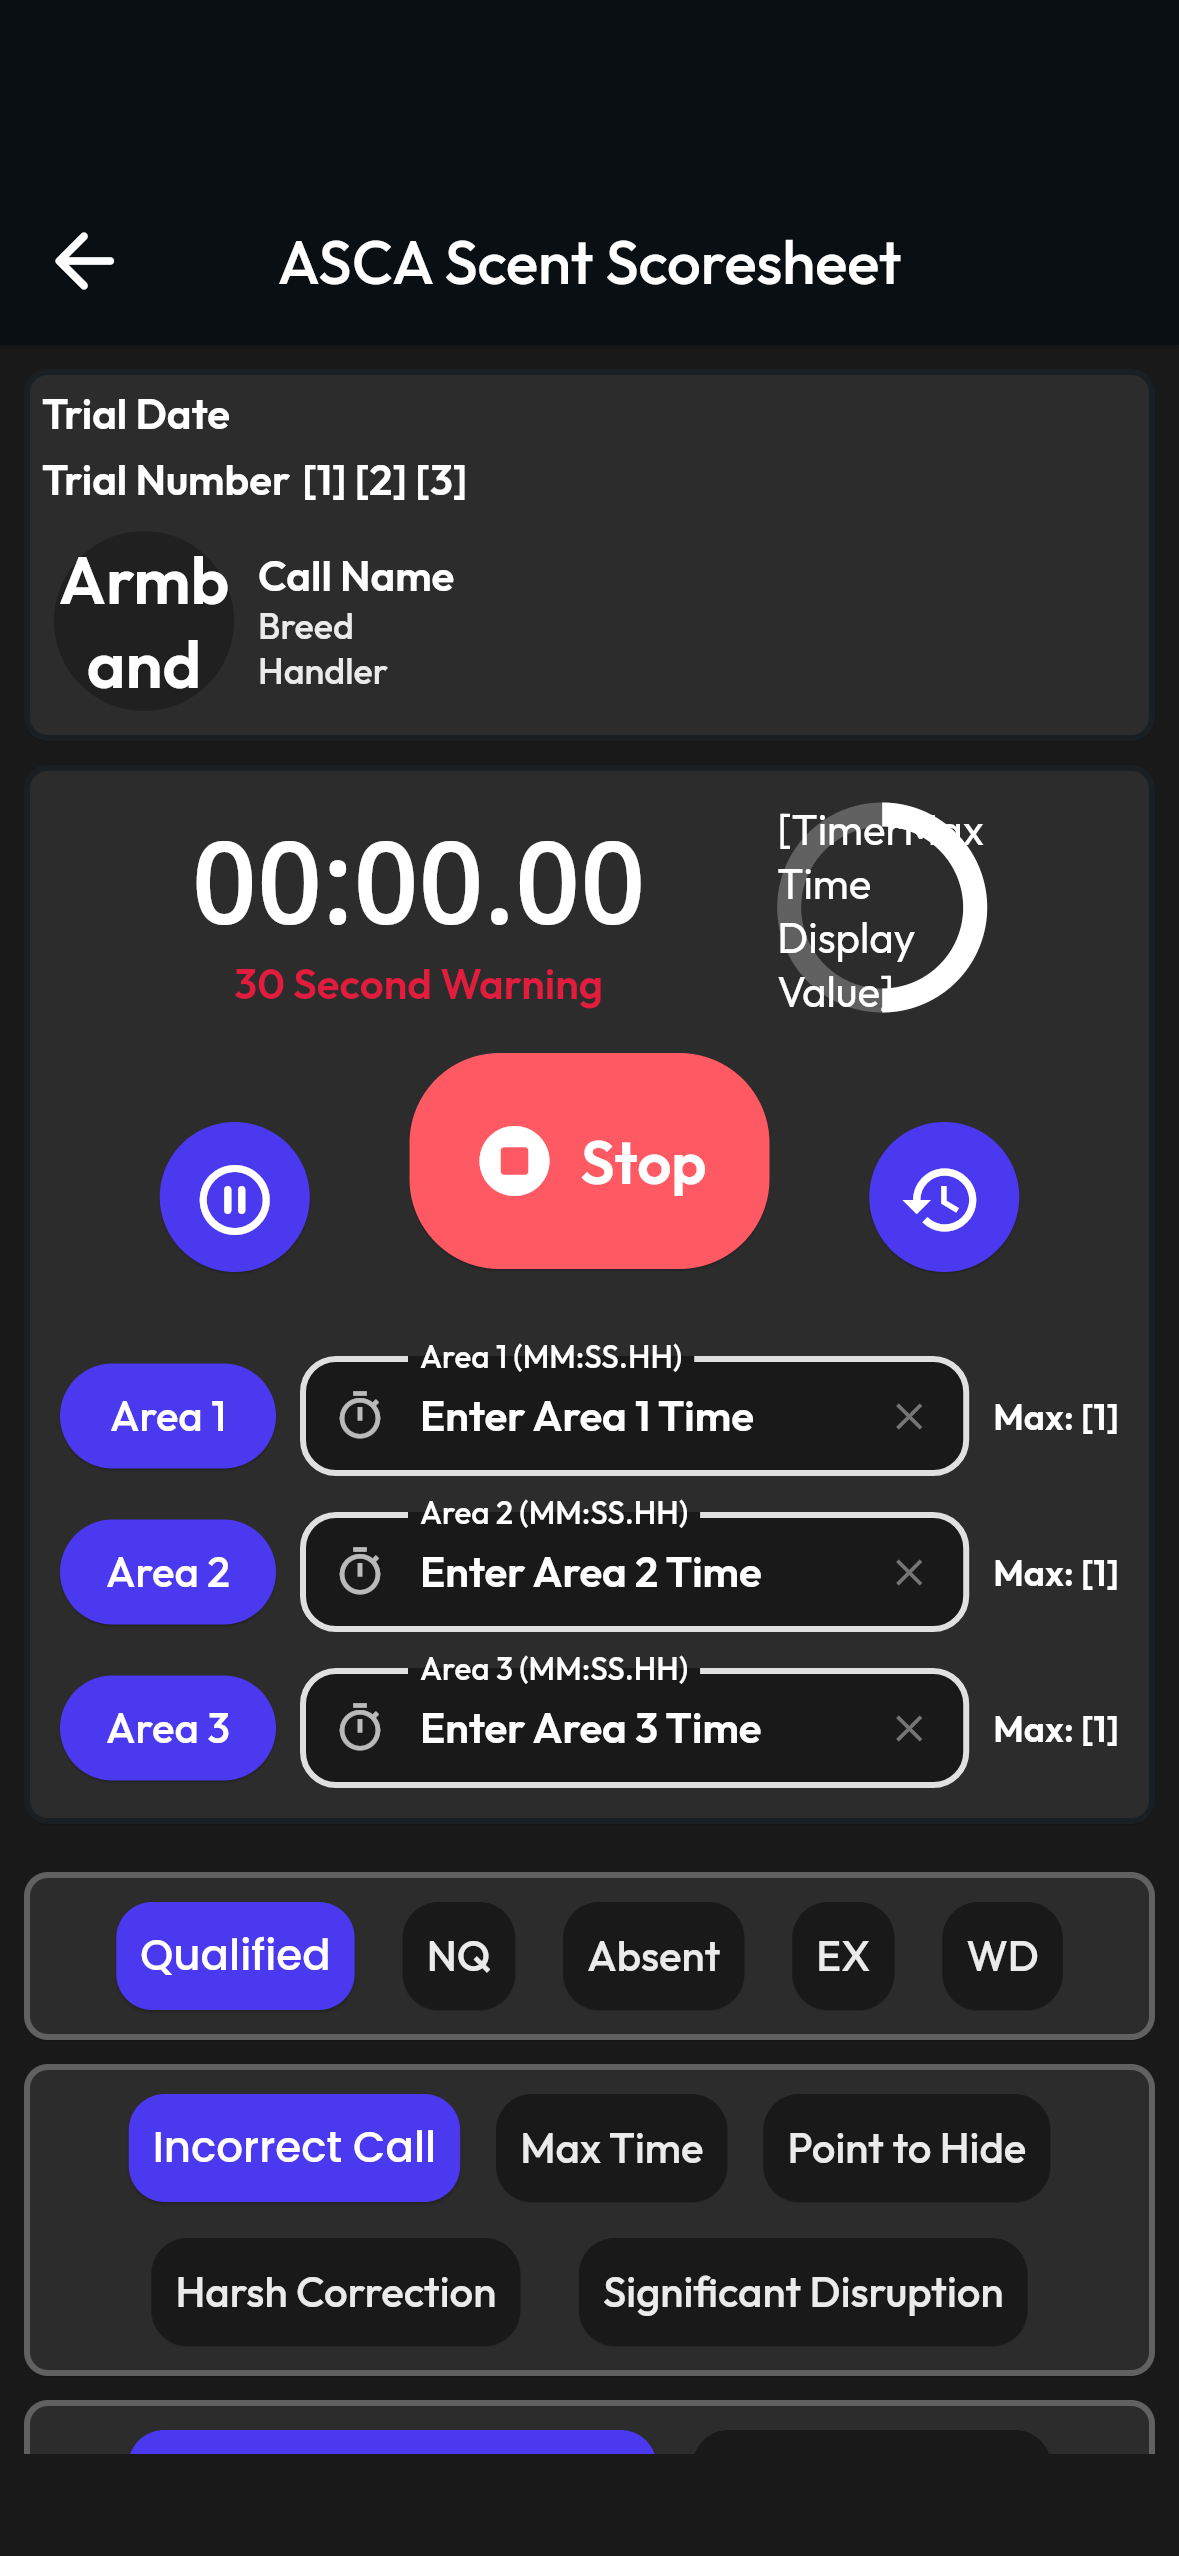 ASCA Scent Scoresheet
Trial Date
Trial Number [1] [2] [3]
Armb
and
Call Name
Breed
Handler
00:00.00
30 Second Warning
[TimerMax
Time
Display
Value]
Stop
Area 1
Area 1 (MM:SS.HH)
Enter Area 1 Time
Max: [1]
Area 2
Area 2 (MM:SS.HH)
Enter Area 2 Time
Max: [1]
Area 3
Area 3 (MM:SS.HH)
Enter Area 3 Time
Max: [1]
Qualified NQ Absent EX WD
Incorrect Call Max Time Point to Hide
Harsh Correction Significant Disruption